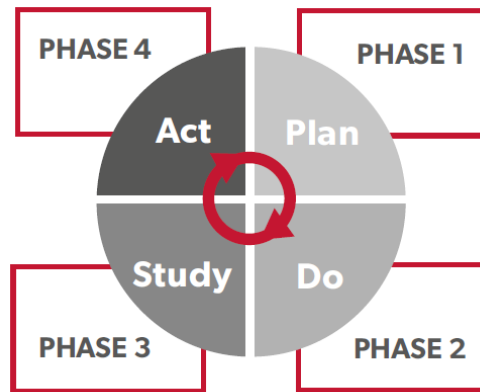 PHASE 4
PHASE 1
Act
Plan
Study
Do
PHASE 3
PHASE 2